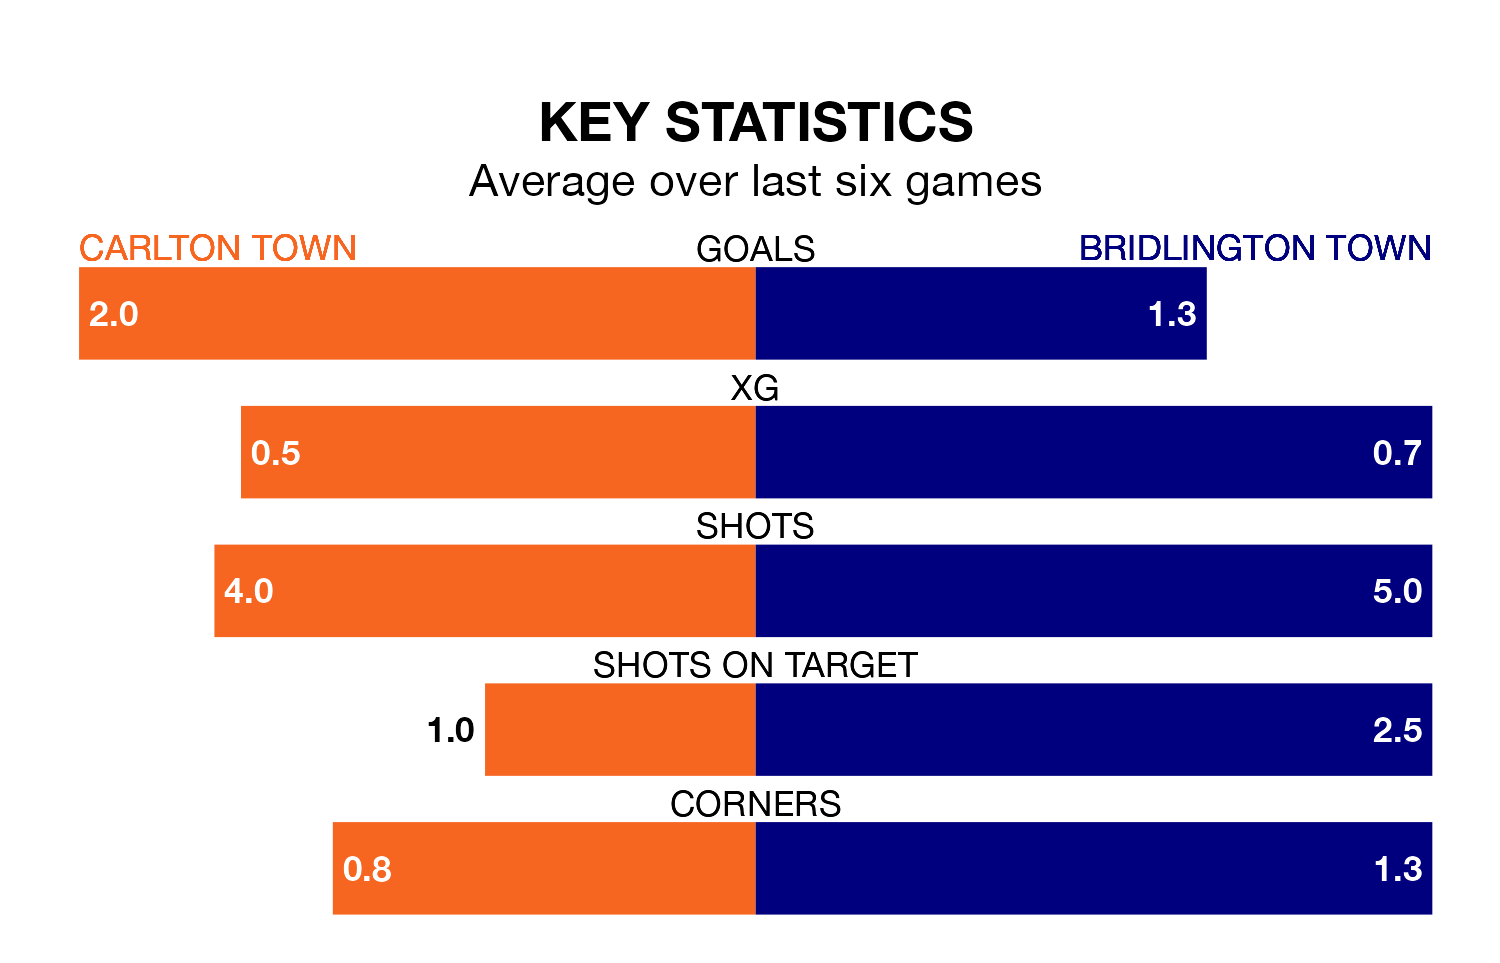 KEY STATISTICS
Average over last six games
CARLTON TOWN GOALS BRIDLINGTON TOWN
2.0 1.3
XG
0.5 0.7
SHOTS
4.0 5.0
SHOTS ON TARGET
1.0 2.5
CORNERS
0.8 1.3